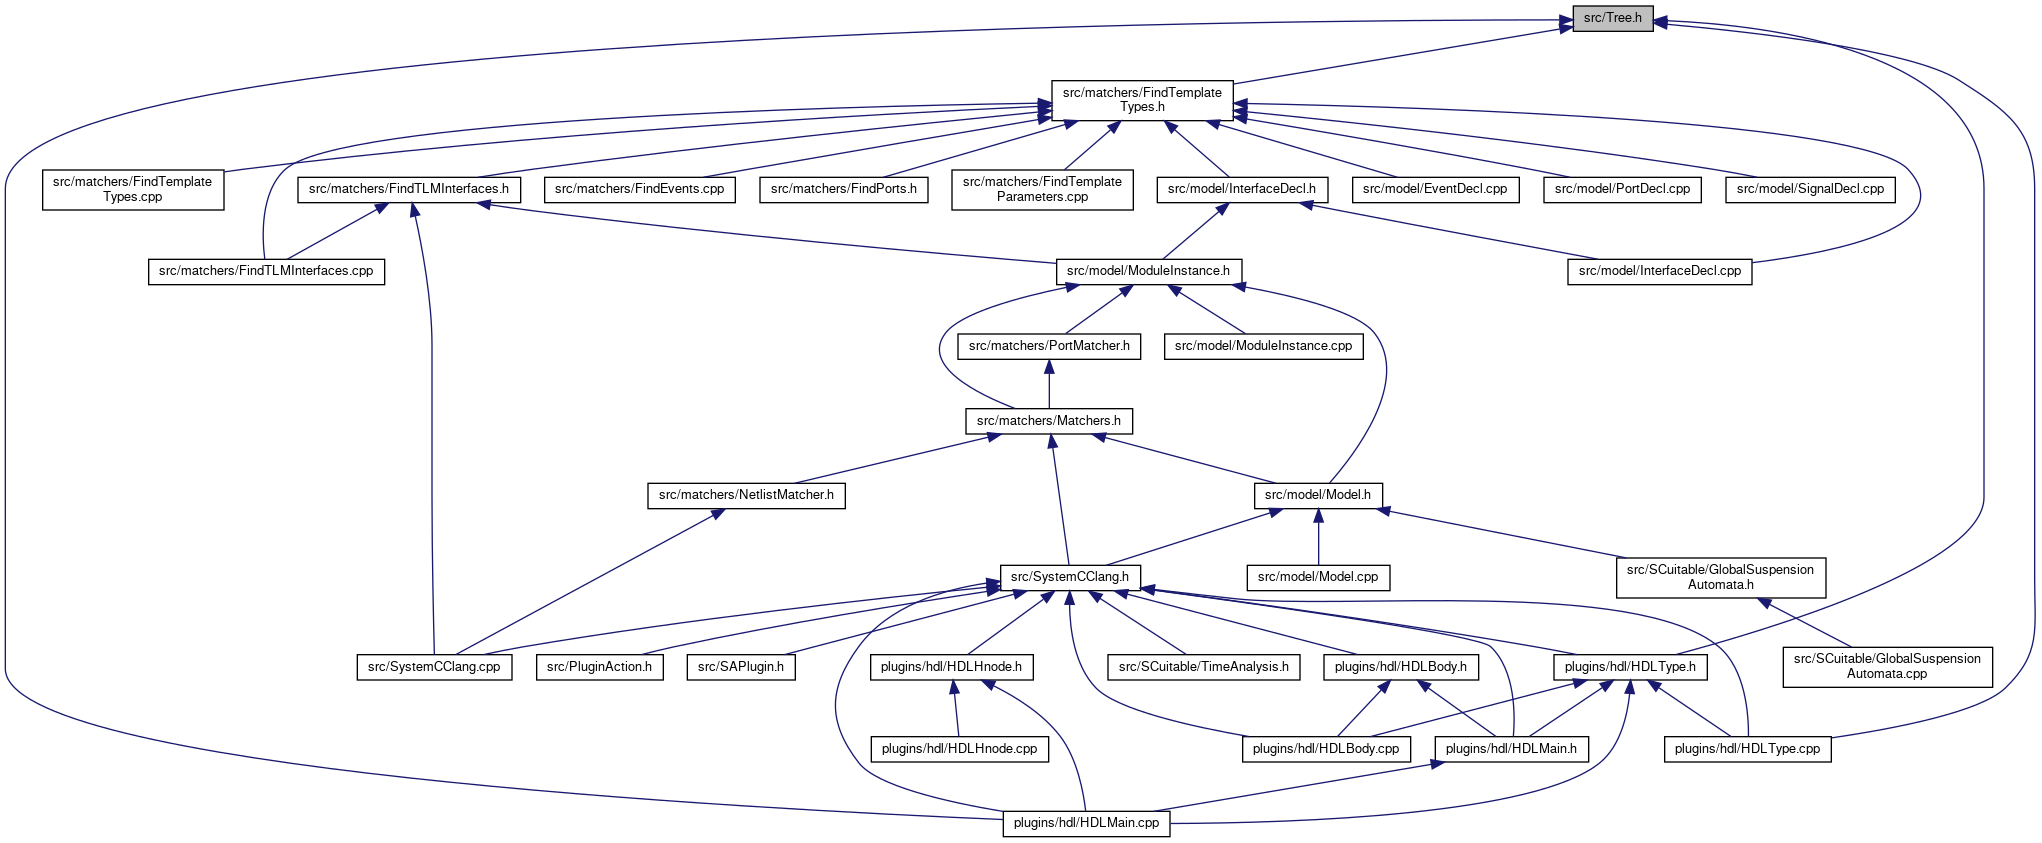 src/Tree.h
src/matchers/FindTemplate
Types.h
src/matchers/FindTemplate
Types.cpp
src/matchers/FindTLMInterfaces.h
src/matchers/FindEvents.cpp
src/matchers/FindPorts.h
src/matchers/FindTemplate
Parameters.cpp
src/model/InterfaceDecl.h
src/model/EventDecl.cpp
src/model/PortDecl.cpp
src/model/SignalDecl.cpp
src/matchers/FindTLMInterfaces.cpp
src/model/ModuleInstance.h
src/model/InterfaceDecl.cpp
src/matchers/PortMatcher.h
src/model/ModuleInstance.cpp
src/matchers/Matchers.h
src/matchers/NetlistMatcher.h
src/model/Model.h
src/SystemCClang.h
src/model/Model.cpp
src/SCuitable/GlobalSuspension
Automata.h
src/SystemCClang.cpp
src/PluginAction.h
src/SAPlugin.h
plugins/hdl/HDLHnode.h
src/SCuitable/TimeAnalysis.h
plugins/hdl/HDLBody.h
plugins/hdl/HDLType.h
src/SCuitable/GlobalSuspension
Automata.cpp
plugins/hdl/HDLHnode.cpp
plugins/hdl/HDLBody.cpp
plugins/hdl/HDLMain.h
plugins/hdl/HDLType.cpp
plugins/hdl/HDLMain.cpp